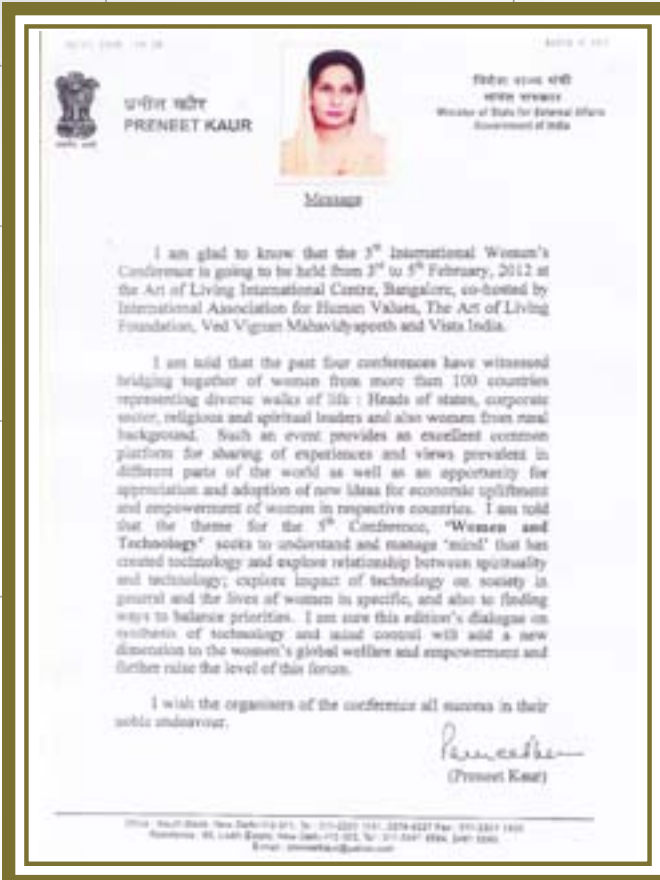 प्रनीत कौर
PRENEET KAUR
विदेश राज्य मंत्री
भारत सरकार
Minister of State for External Affairs
Government of India
Message
I am glad to know that the 5th International Women's
Conference is going to be held from 3rd to 5th February, 2012 at
the Art of Living International Centre, Bangalore, co-hosted by
International Association for Human Values, The Art of Living
Foundation, Ved Vignan Mahavidyapeeth and Vista India.
I am told that the past four conferences have witnessed
bridging together of women from more than 100 countries
representing diverse walks of life : Heads of states, corporate
sector, religious and spiritual leaders and also women from rural
background. Such an event provides an excellent common
platform for sharing of experiences and views prevalent in
different parts of the world as well as an opportunity for
appreciation and adoption of new ideas for economic upliftment
and empowerment of women in respective countries. I am told
that the theme for the 5th Conference, 'Women and
Technology' seeks to understand and manage 'mind' that has
created technology and explore relationship between spirituality
and technology; explore impact of technology on society in
general and the lives of women in specific, and also to finding
ways to balance priorities. I am sure this edition's dialogue on
synthesis of technology and mind control will add a new
dimension to the women's global welfare and empowerment and
further raise the level of this forum.
I wish the organisers of the conference all success in their
noble endeavour.
(Preneet Kaur)